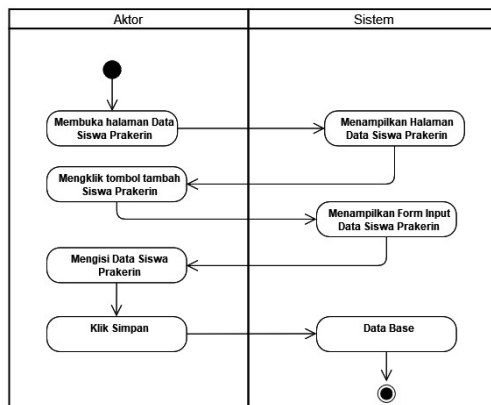 Aktor
Sistem
Membuka halaman Data
Siswa Prakerin
Menampilkan Halaman
Data Siswa Prakerin
Mengklik tombol tambah
Siswa Prakerin
Menampilkan Form Input
Data Siswa Prakerin
Mengisi Data Siswa
Prakerin
Klik Simpan
Data Base